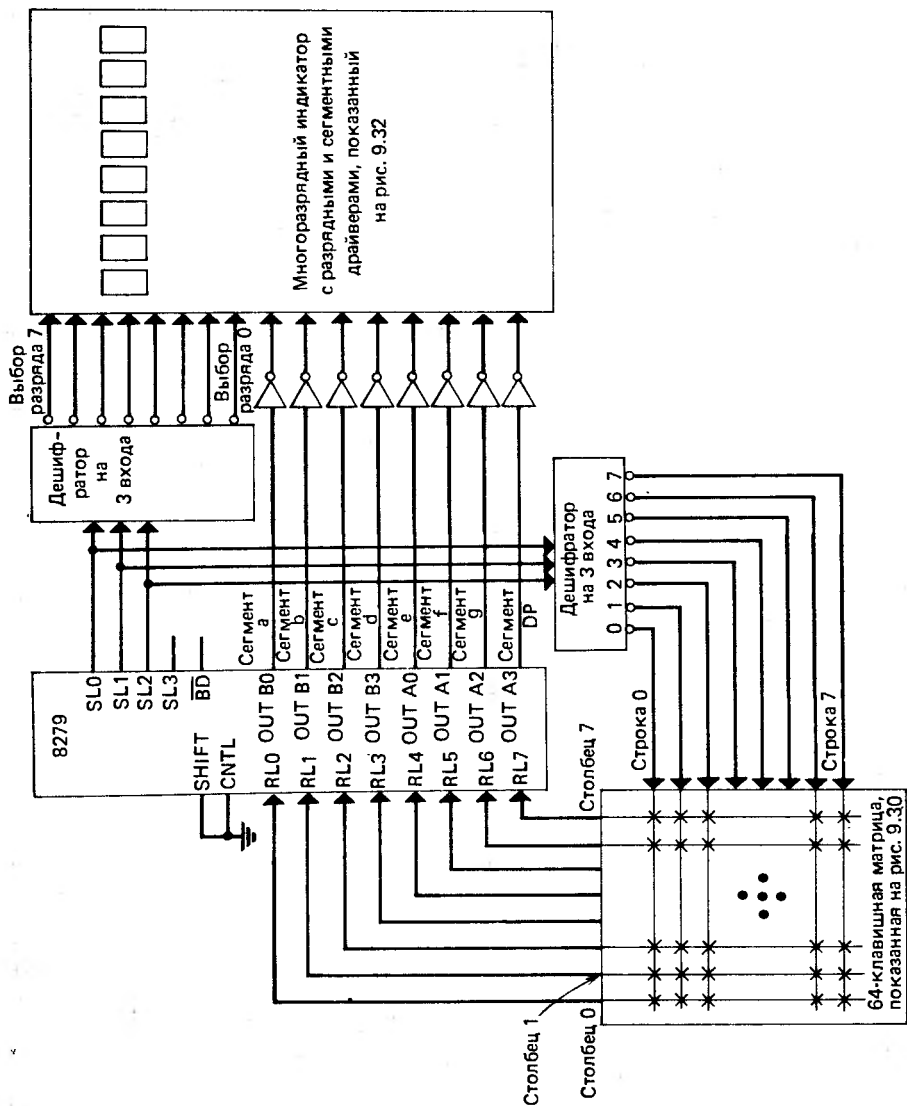 Многоразрядный индикатор
с разрядными и сегментными
драйверами, показанный
на рис. 9.32
Выбор
разряда 7
Выбор
разряда 0
Дешиф-
ратор
на
3 входа
8279
SL0
SL1
SL2
SL3
BD
SHIFT
CNTL
RL0 OUT B0
RL1 OUT B1
RL2 OUT B2
RL3 OUT B3
RL4 OUT A0
RL5 OUT A1
RL6 OUT A2
RL7 OUT A3
Сегмент
a
Сегмент
b
Сегмент
c
Сегмент
d
Сегмент
e
Сегмент
f
Сегмент
g
Сегмент
DP
Дешифратор
на 3 входа
0 1 2 3 4 5 6 7
Строка 0
Строка 7
Столбец 7
Столбец 1
Столбец 0
64-клавишная матрица,
показанная на рис. 9.30